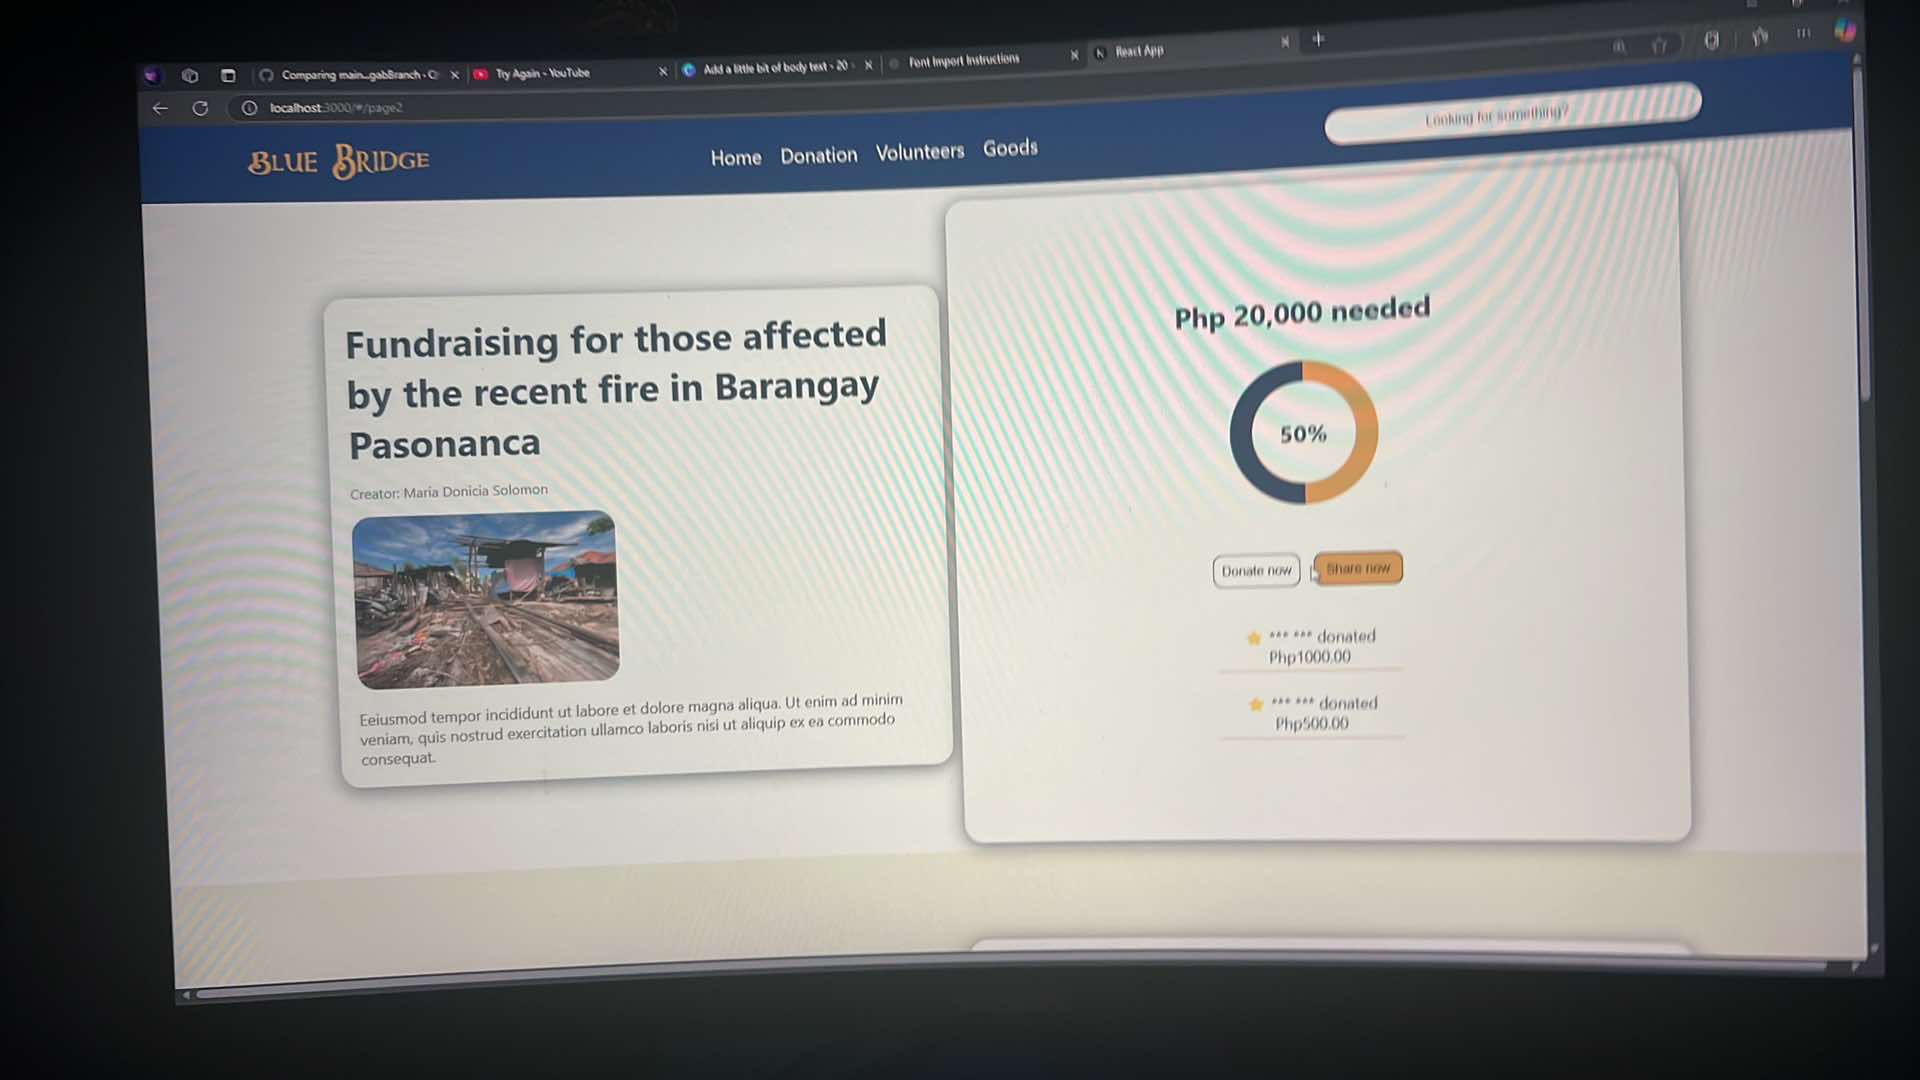 Comparing main...gabBranch · G
Try Again - YouTube
Add a little bit of body text - 20
Font Import Instructions
React App
localhost:3000/#/page2
BLUE BRIDGE
Home Donation Volunteers Goods
Looking for something?
Fundraising for those affected
by the recent fire in Barangay
Pasonanca
Creator: Maria Donicia Solomon
Eeiusmod tempor incididunt ut labore et dolore magna aliqua. Ut enim ad minim
veniam, quis nostrud exercitation ullamco laboris nisi ut aliquip ex ea commodo
consequat.
Php 20,000 needed
50%
Donate now
Share now
*** *** donated
Php1000.00
*** *** donated
Php500.00